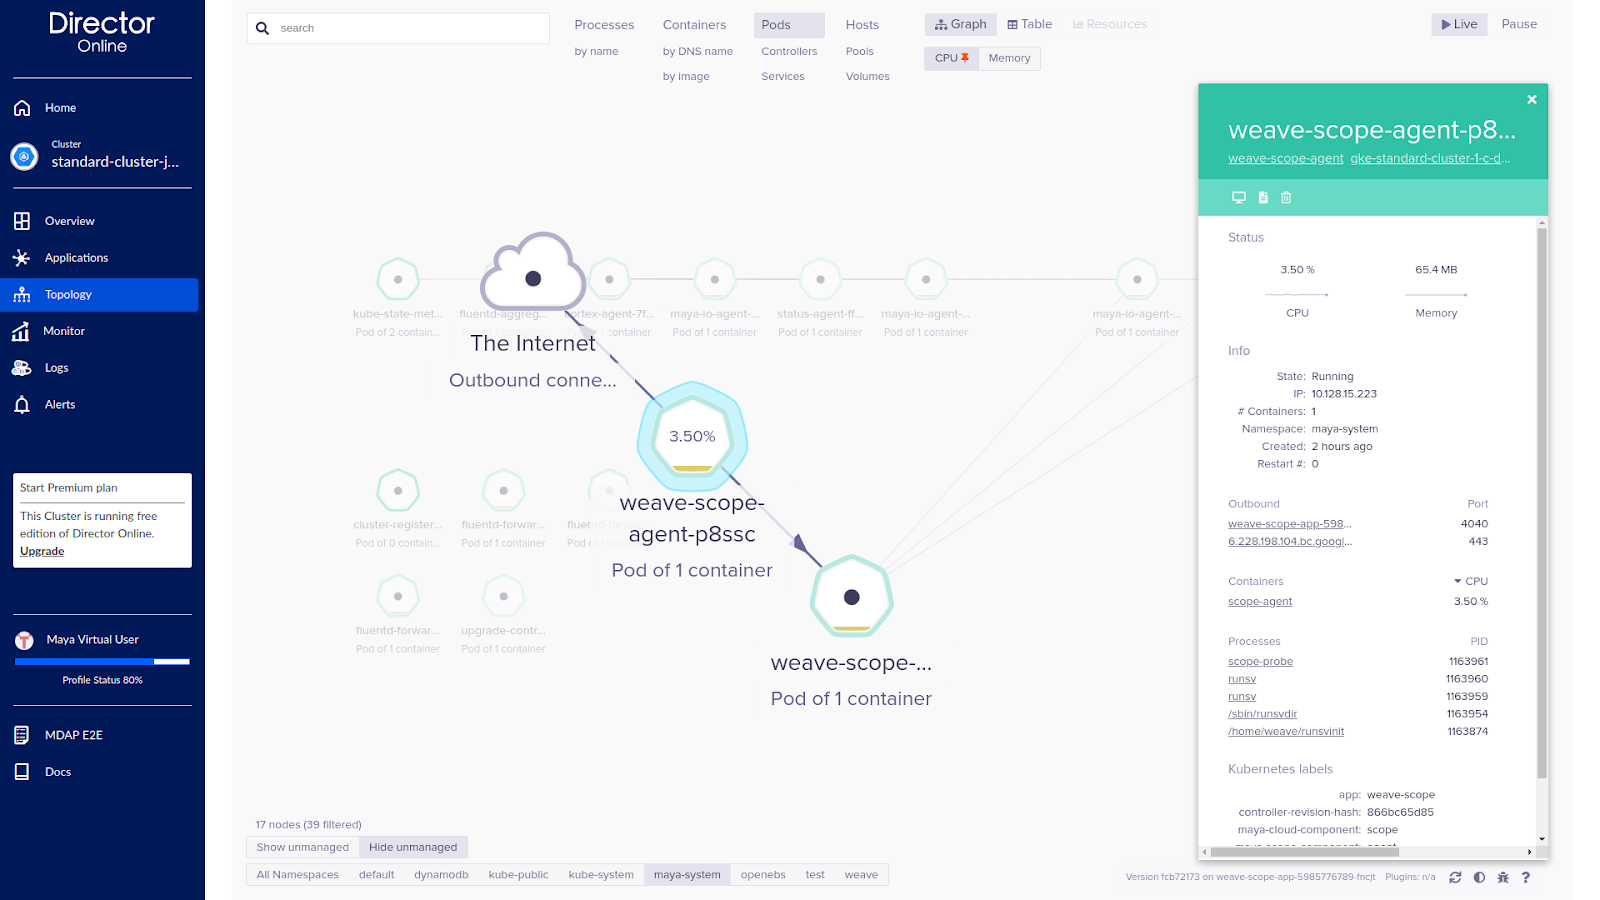 Director
Online
Home
Cluster
standard-cluster-j...
Overview
Applications
Topology
Monitor
Logs
Alerts
Start Premium plan
This Cluster is running free
edition of Director Online.
Upgrade
Maya Virtual User
Profile Status 80%
MDAP E2E
Docs
search
Processes
by name
Containers
by DNS name
by image
Pods
Controllers
Services
Hosts
Pools
Volumes
Graph
Table
Resources
CPU
Memory
Live
Pause
kube-state-met...
Pod of 2 contain...
fluentd-aggreg...
cortex-agent-7f...
maya-io-agent-...
Pod of 1 container
status-agent-ff...
Pod of 1 container
maya-io-agent-...
Pod of 1 container
maya-io-agent-...
Pod of 1 container
The Internet
Outbound conne...
3.50%
weave-scope-
agent-p8ssc
Pod of 1 container
cluster-register...
Pod of 0 contain...
fluentd-forwar...
Pod of 1 container
fluentd-forwar...
Pod of 1 container
upgrade-contr...
Pod of 1 container
weave-scope-...
Pod of 1 container
17 nodes (39 filtered)
Show unmanaged
Hide unmanaged
All Namespaces
default
dynamodb
kube-public
kube-system
maya-system
openebs
test
weave
weave-scope-agent-p8...
weave-scope-agent gke-standard-cluster-1-c-d...
Status
3.50 %
65.4 MB
CPU
Memory
Info
State: Running
IP: 10.128.15.223
# Containers: 1
Namespace: maya-system
Created: 2 hours ago
Restart #: 0
Outbound Port
weave-scope-app-598... 4040
6.228.198.104.bc.googl... 443
Containers CPU
scope-agent 3.50 %
Processes PID
scope-probe 1163961
runsv 1163960
runsv 1163959
/sbin/runsvdir 1163954
/home/weave/runsvinit 1163874
Kubernetes labels
app: weave-scope
controller-revision-hash: 866bc65d85
maya-cloud-component: scope
Version fcb72173 on weave-scope-app-5985776789-fncjt Plugins: n/a